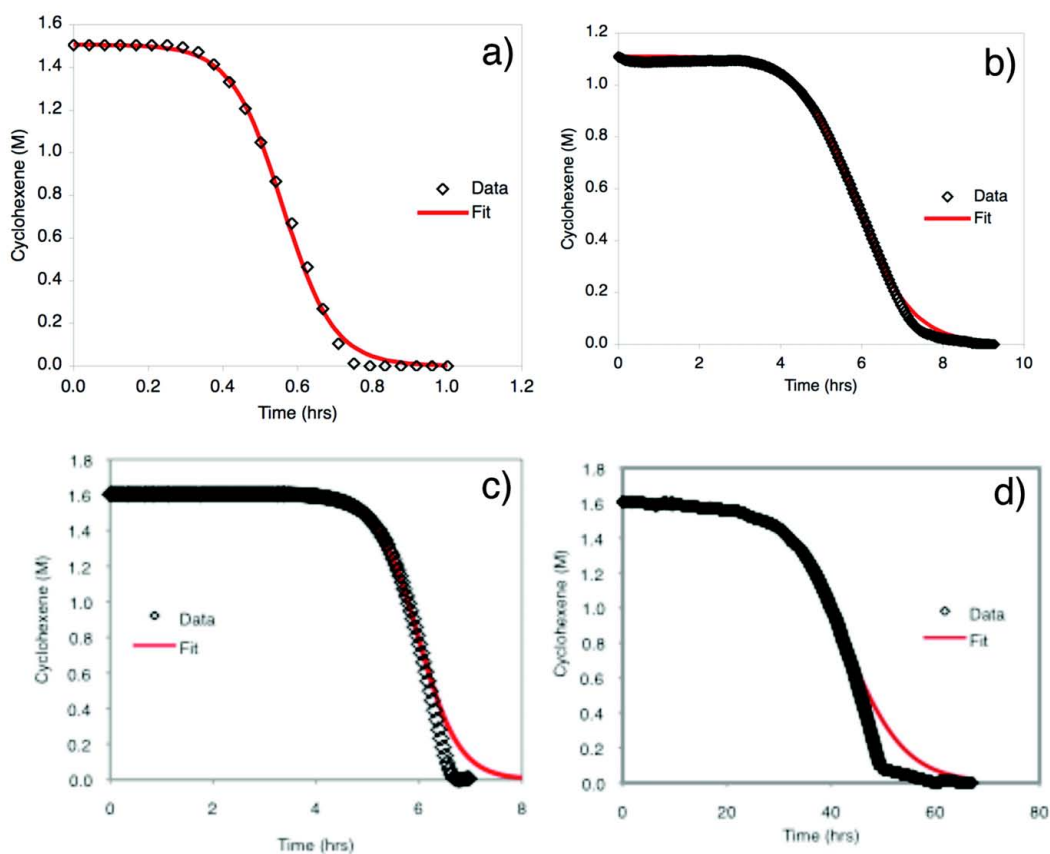 a)
1.6
1.4
1.2
1.0
0.8
0.6
0.4
0.2
0.0
Cyclohexene (M)
Data
Fit
0.0 0.2 0.4 0.6 0.8 1.0 1.2
Time (hrs)
b)
1.2
1.0
0.8
0.6
0.4
0.2
0.0
Cyclohexene (M)
Data
Fit
0 2 4 6 8 10
Time (hrs)
c)
1.8
1.6
1.4
1.2
1.0
0.8
0.6
0.4
0.2
0.0
Cyclohexene (M)
Data
Fit
0 2 4 6 8
Time (hrs)
d)
1.8
1.6
1.4
1.2
1.0
0.8
0.6
0.4
0.2
0.0
Cyclohexene (M)
Data
Fit
0 20 40 60 80
Time (hrs)